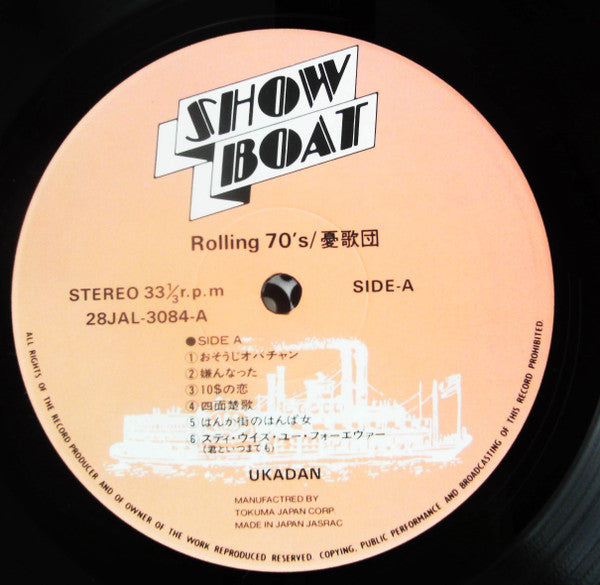 SHOW
BOAT
Rolling 70's/憂歌団
STEREO 33⅓r.p.m
SIDE-A
28JAL-3084-A
●SIDE A
①おそうじオバチャン
②嫌んなった
③10$の恋
④四面楚歌
5 はんか街のはんぱ女
6 スティ・ウイズ・ユー・フォーエヴァー
(君といつまでも)
UKADAN
MANUFACTRED BY
TOKUMA JAPAN CORP
MADE IN JAPAN JASRAC
ALL RIGHTS OF THE RECORD PRODUCER AND OF OWNER OF THE WORK REPRODUCED RESERVED. COPYING, PUBLIC PERFORMANCE AND BROADCASTING OF THIS RECORD PROHIBITED.